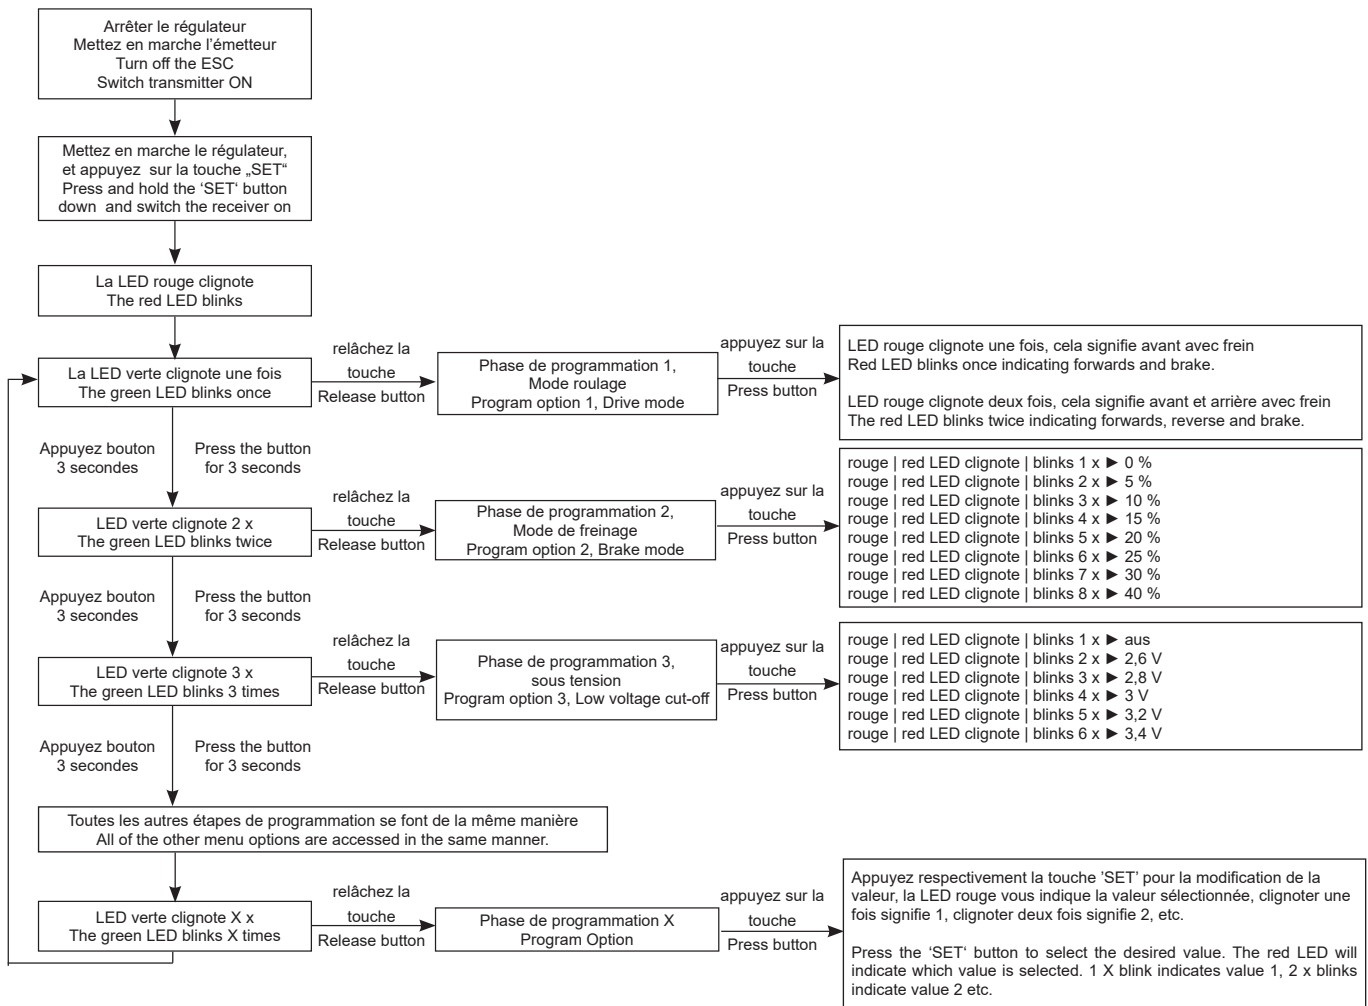 Arrêter le régulateur
Mettez en marche l'émetteur
Turn off the ESC
Switch transmitter ON
Mettez en marche le régulateur,
et appuyez sur la touche „SET“
Press and hold the ‘SET‘ button
down and switch the receiver on
La LED rouge clignote
The red LED blinks
La LED verte clignote une fois
The green LED blinks once
relâchez la
touche
Release button
Phase de programmation 1,
Mode roulage
Program option 1, Drive mode
appuyez sur la
touche
Press button
LED rouge clignote une fois, cela signifie avant avec frein
Red LED blinks once indicating forwards and brake.
LED rouge clignote deux fois, cela signifie avant et arrière avec frein
The red LED blinks twice indicating forwards, reverse and brake.
Appuyez bouton
3 secondes
Press the button
for 3 seconds
LED verte clignote 2 x
The green LED blinks twice
relâchez la
touche
Release button
Phase de programmation 2,
Mode de freinage
Program option 2, Brake mode
appuyez sur la
touche
Press button
rouge | red LED clignote | blinks 1 x ► 0 %
rouge | red LED clignote | blinks 2 x ► 5 %
rouge | red LED clignote | blinks 3 x ► 10 %
rouge | red LED clignote | blinks 4 x ► 15 %
rouge | red LED clignote | blinks 5 x ► 20 %
rouge | red LED clignote | blinks 6 x ► 25 %
rouge | red LED clignote | blinks 7 x ► 30 %
rouge | red LED clignote | blinks 8 x ► 40 %
Appuyez bouton
3 secondes
Press the button
for 3 seconds
LED verte clignote 3 x
The green LED blinks 3 times
relâchez la
touche
Release button
Phase de programmation 3,
sous tension
Program option 3, Low voltage cut-off
appuyez sur la
touche
Press button
rouge | red LED clignote | blinks 1 x ► aus
rouge | red LED clignote | blinks 2 x ► 2,6 V
rouge | red LED clignote | blinks 3 x ► 2,8 V
rouge | red LED clignote | blinks 4 x ► 3 V
rouge | red LED clignote | blinks 5 x ► 3,2 V
rouge | red LED clignote | blinks 6 x ► 3,4 V
Appuyez bouton
3 secondes
Press the button
for 3 seconds
Toutes les autres étapes de programmation se font de la même manière
All of the other menu options are accessed in the same manner.
LED verte clignote X x
The green LED blinks X times
relâchez la
touche
Release button
Phase de programmation X
Program Option
appuyez sur la
touche
Press button
Appuyez respectivement la touche ’SET’ pour la modification de la
valeur, la LED rouge vous indique la valeur sélectionnée, clignoter une
fois signifie 1, clignoter deux fois signifie 2, etc.
Press the ‘SET‘ button to select the desired value. The red LED will
indicate which value is selected. 1 X blink indicates value 1, 2 x blinks
indicate value 2 etc.